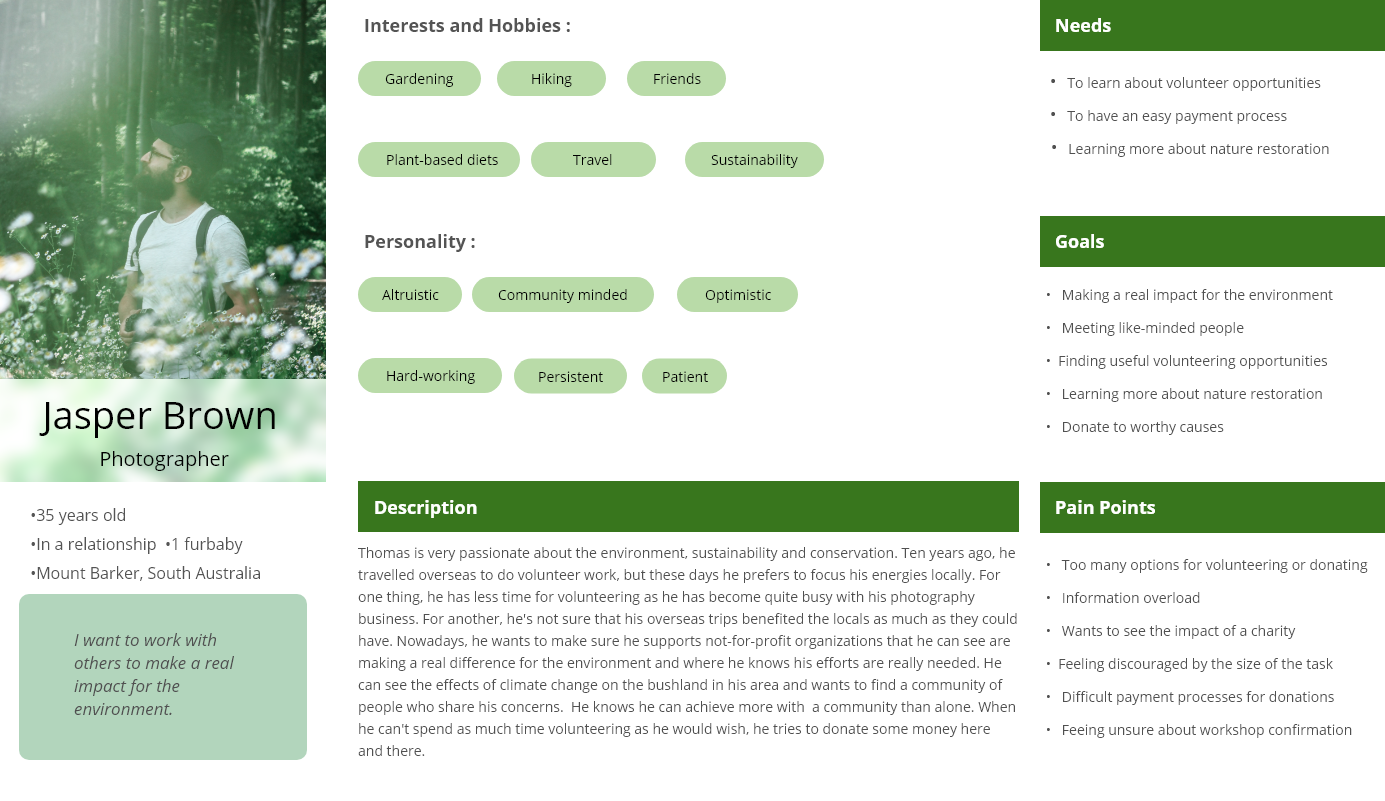 Jasper Brown
Photographer
•35 years old
•In a relationship  •1 furbaby
•Mount Barker, South Australia
I want to work with
others to make a real
impact for the
environment.
Interests and Hobbies :
Gardening
Hiking
Friends
Plant-based diets
Travel
Sustainability
Personality :
Altruistic
Community minded
Optimistic
Hard-working
Persistent
Patient
Description
Thomas is very passionate about the environment, sustainability and conservation. Ten years ago, he
travelled overseas to do volunteer work, but these days he prefers to focus his energies locally. For
one thing, he has less time for volunteering as he has become quite busy with his photography
business. For another, he's not sure that his overseas trips benefited the locals as much as they could
have. Nowadays, he wants to make sure he supports not-for-profit organizations that he can see are
making a real difference for the environment and where he knows his efforts are really needed. He
can see the effects of climate change on the bushland in his area and wants to find a community of
people who share his concerns.  He knows he can achieve more with  a community than alone. When
he can't spend as much time volunteering as he would wish, he tries to donate some money here
and there.
Needs
• To learn about volunteer opportunities
• To have an easy payment process
• Learning more about nature restoration
Goals
• Making a real impact for the environment
• Meeting like-minded people
• Finding useful volunteering opportunities
• Learning more about nature restoration
• Donate to worthy causes
Pain Points
• Too many options for volunteering or donating
• Information overload
• Wants to see the impact of a charity
• Feeling discouraged by the size of the task
• Difficult payment processes for donations
• Feeing unsure about workshop confirmation